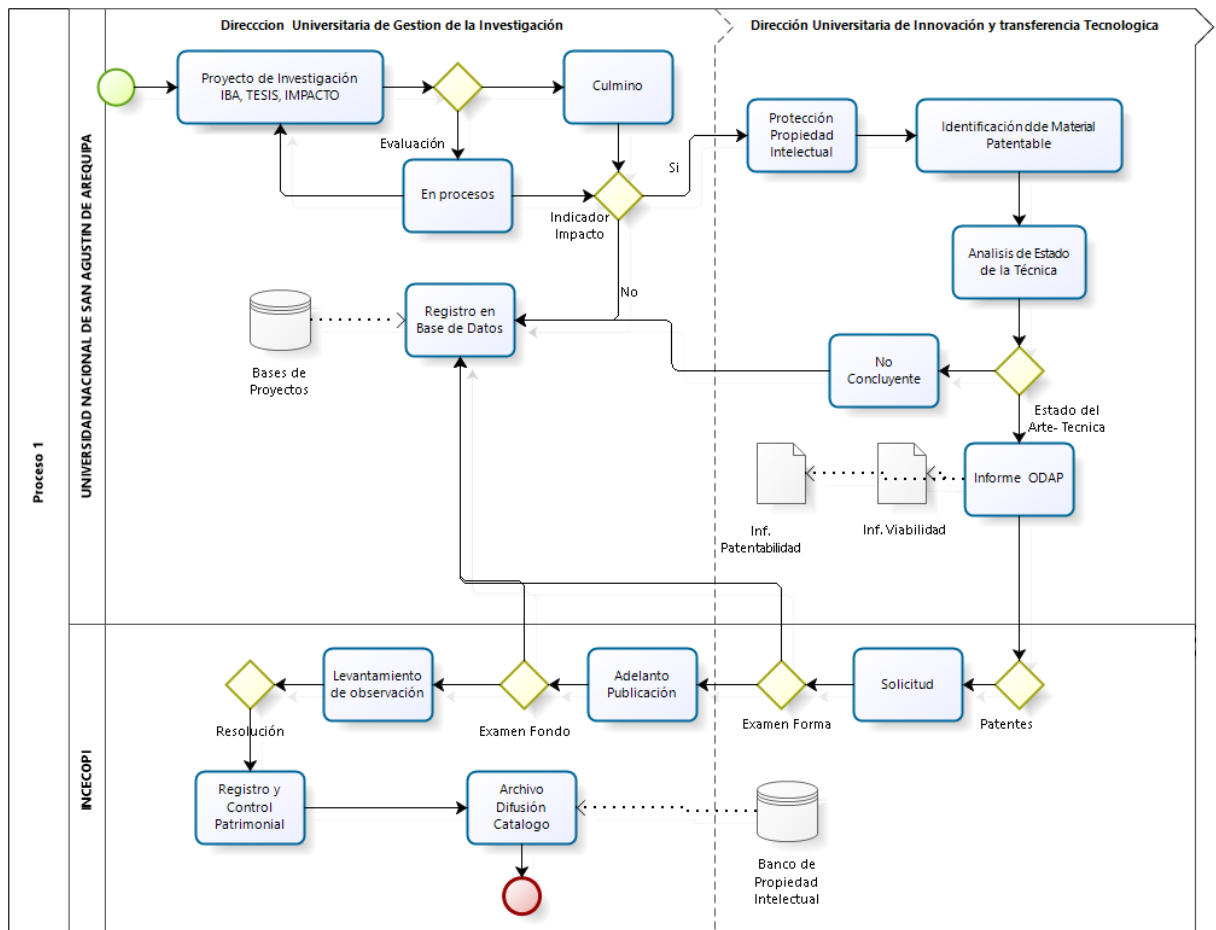 Direcccion Universitaria de Gestion de la Investigación
Dirección Universitaria de Innovación y transferencia Tecnologica
Proceso 1
UNIVERSIDAD NACIONAL DE SAN AGUSTIN DE AREQUIPA
Proyecto de Investigación
IBA, TESIS, IMPACTO
Evaluación
Culmino
En procesos
Indicador
Impacto
Si
No
Protección
Propiedad
Intelectual
Identificación dde Material
Patentable
Analisis de Estado
de la Técnica
Registro en
Base de Datos
Bases de
Proyectos
No
Concluyente
Estado del
Arte- Tecnica
Informe ODAP
Inf.
Patentabilidad
Inf. Viabilidad
INCECOPI
Patentes
Solicitud
Examen Forma
Adelanto
Publicación
Examen Fondo
Levantamiento
de observación
Resolución
Registro y
Control
Patrimonial
Archivo
Difusión
Catalogo
Banco de
Propiedad
Intelectual